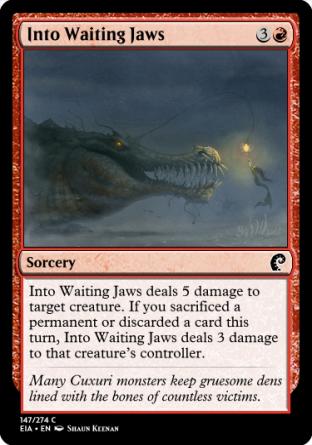 Into Waiting Jaws 3
Sorcery
Into Waiting Jaws deals 5 damage to
target creature. If you sacrificed a
permanent or discarded a card this
turn, Into Waiting Jaws deals 3 damage
to that creature's controller.
Many Cuxuri monsters keep gruesome dens
lined with the bones of countless victims.
147/274 C
EIA • EN Shaun Keenan